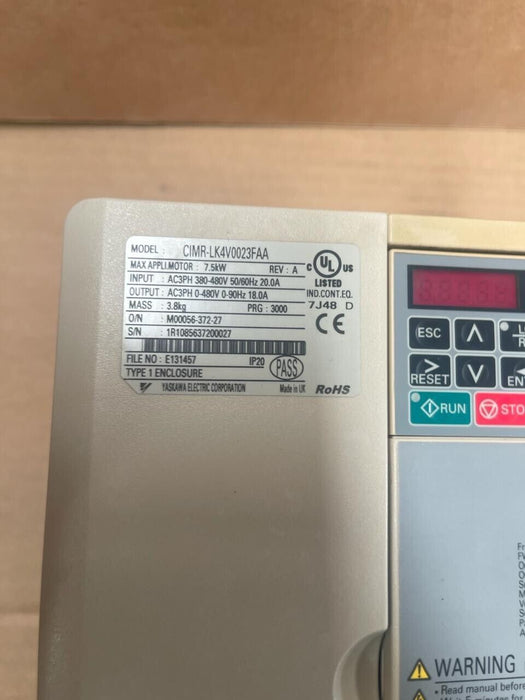 MODEL : CIMR-LK4V0023FAA
MAX APPLI.MOTOR : 7.5kW REV : A
INPUT : AC3PH 380-480V 50/60Hz 20.0A
OUTPUT : AC3PH 0-480V 0-90Hz 18.0A
MASS : 3.8kg PRG : 3000
O/N : M00056-372-27
S/N : 1R1085637200027
FILE NO : E131457 IP20
TYPE 1 ENCLOSURE PASS
YASKAWA ELECTRIC CORPORATION Made in UK RoHS
C UL US
LISTED
IND.CONT.EQ.
7J48 D
CE
ESC
RESET
RUN STO
WARNING
• Read manual before